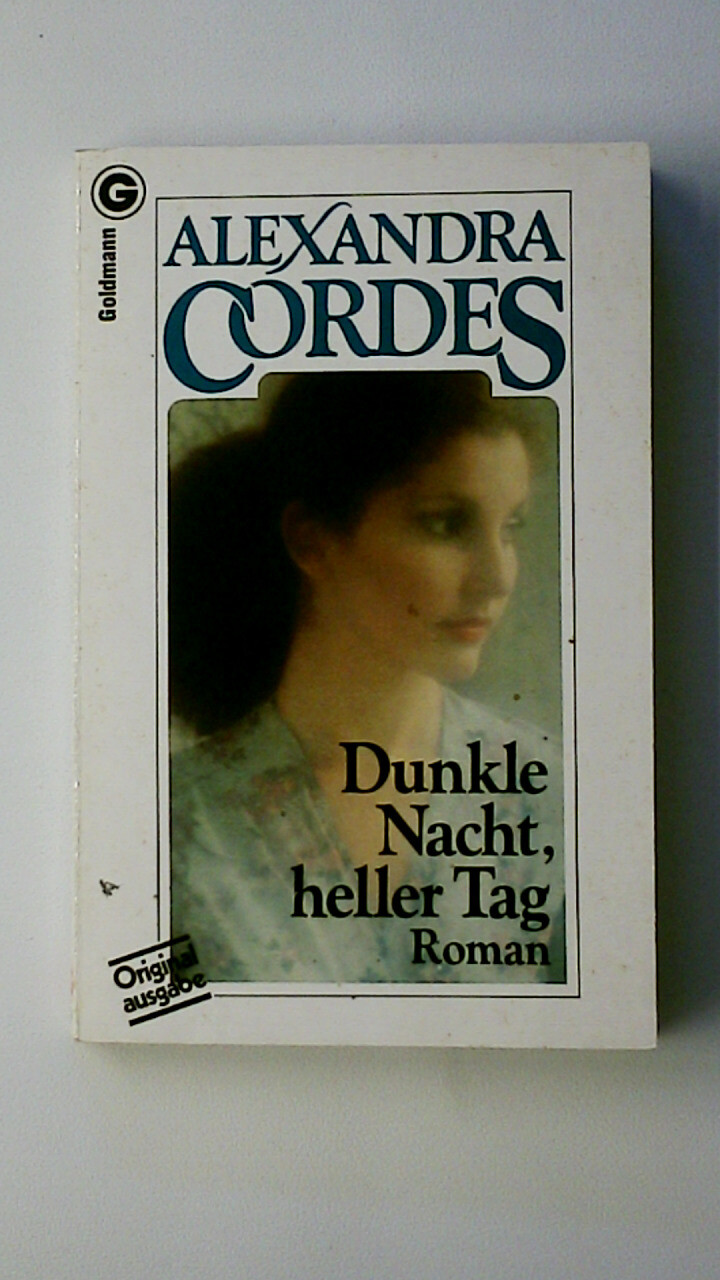 G
Goldmann
ALEXANDRA
CORDES
Dunkle
Nacht,
heller Tag
Roman
Original
ausgabe